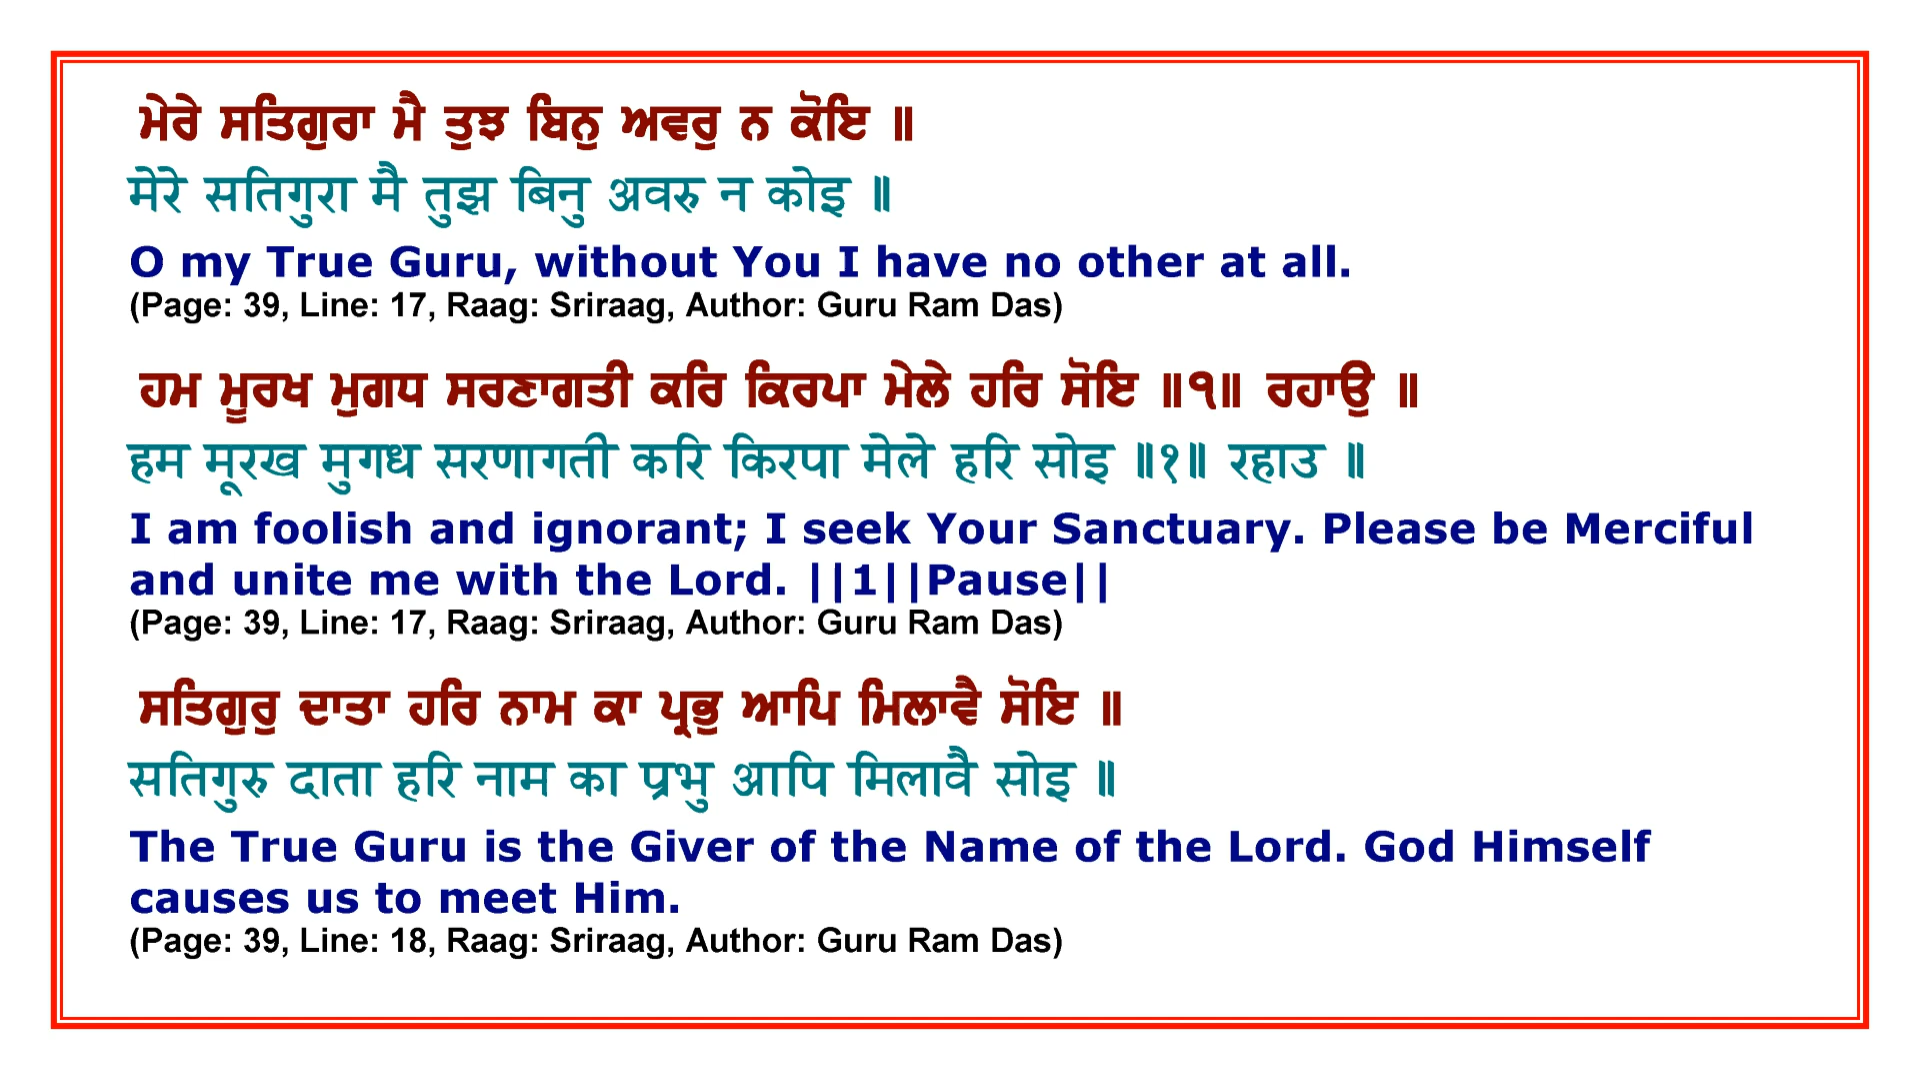 ਮੇਰੇ ਸਤਿਗੁਰਾ ਮੈ ਤੁਝ ਬਿਨੁ ਅਵਰੁ ਨ ਕੋਇ ॥
मेरे सतिगुरा मै तुझ बिनु अवरु न कोइ ॥
O my True Guru, without You I have no other at all.
(Page: 39, Line: 17, Raag: Sriraag, Author: Guru Ram Das)
ਹਮ ਮੂਰਖ ਮੁਗਧ ਸਰਣਾਗਤੀ ਕਰਿ ਕਿਰਪਾ ਮੇਲੇ ਹਰਿ ਸੋਇ ॥੧॥ ਰਹਾਉ ॥
हम मूरख मुगध सरणागती करि किरपा मेले हरि सोइ ॥१॥ रहाउ ॥
I am foolish and ignorant; I seek Your Sanctuary. Please be Merciful
and unite me with the Lord. ||1||Pause||
(Page: 39, Line: 17, Raag: Sriraag, Author: Guru Ram Das)
ਸਤਿਗੁਰੁ ਦਾਤਾ ਹਰਿ ਨਾਮ ਕਾ ਪ੍ਰਭੁ ਆਪਿ ਮਿਲਾਵੈ ਸੋਇ ॥
सतिगुरु दाता हरि नाम का प्रभु आपि मिलावै सोइ ॥
The True Guru is the Giver of the Name of the Lord. God Himself
causes us to meet Him.
(Page: 39, Line: 18, Raag: Sriraag, Author: Guru Ram Das)